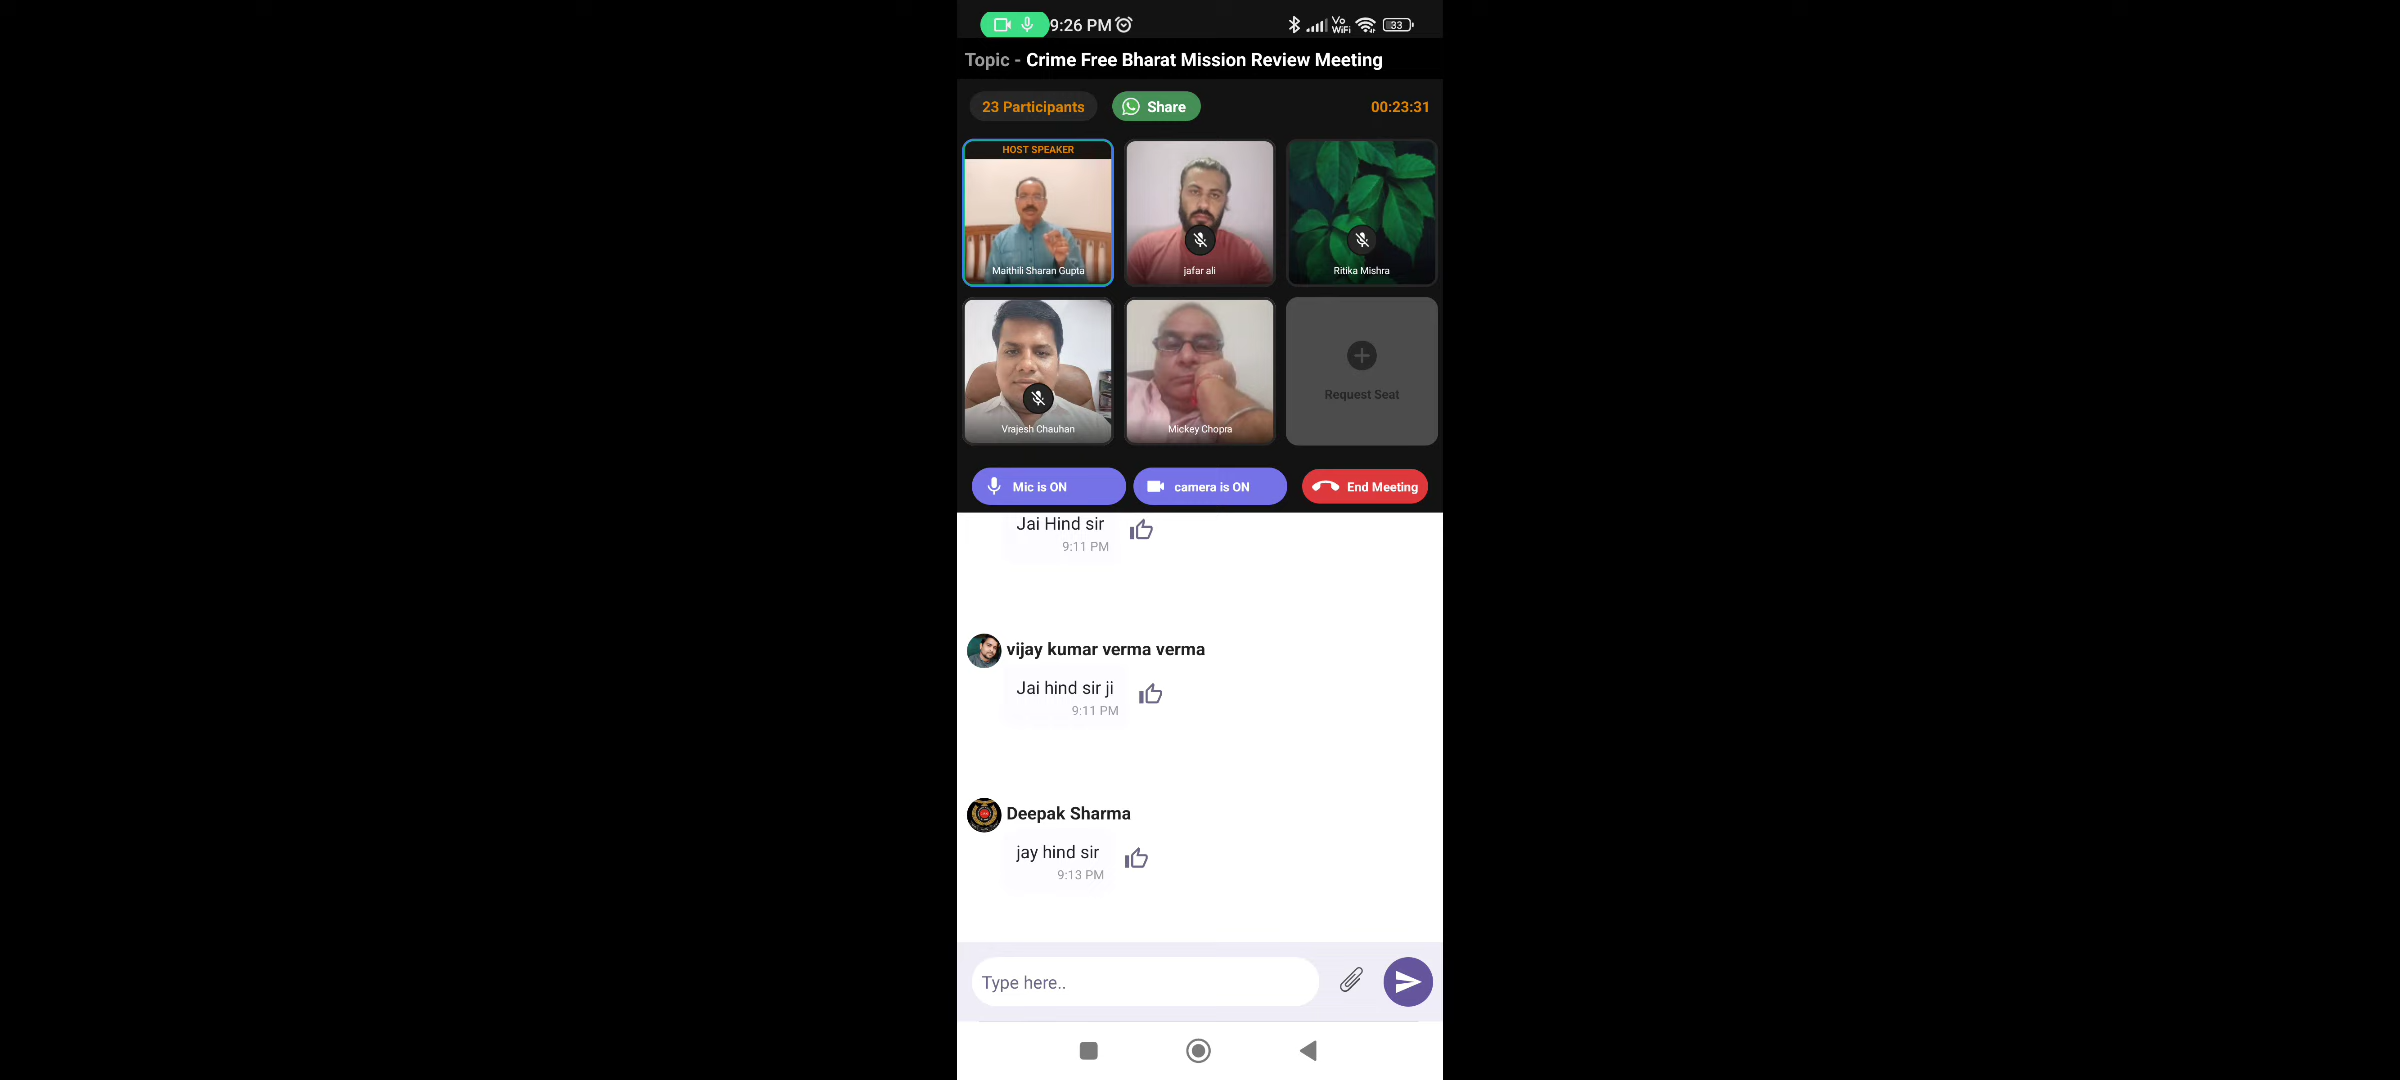 9:26 PM
Vo
WiFi
33
Topic - Crime Free Bharat Mission Review Meeting
23 Participants
Share
00:23:31
HOST SPEAKER
Maithili Sharan Gupta
jafar ali
Ritika Mishra
Vrajesh Chauhan
Mickey Chopra
Request Seat
Mic is ON
camera is ON
End Meeting
Jai Hind sir
9:11 PM
vijay kumar verma verma
Jai hind sir ji
9:11 PM
Deepak Sharma
jay hind sir
9:13 PM
Type here..